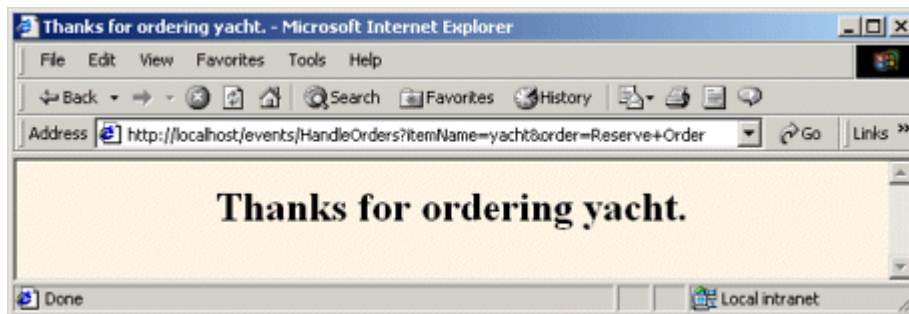 Thanks for ordering yacht. - Microsoft Internet Explorer
File Edit View Favorites Tools Help
Back Search Favorites History
Address http://localhost/events/HandleOrders?itemName=yacht&order=Reserve+Order Go Links »
Thanks for ordering yacht.
Done Local intranet